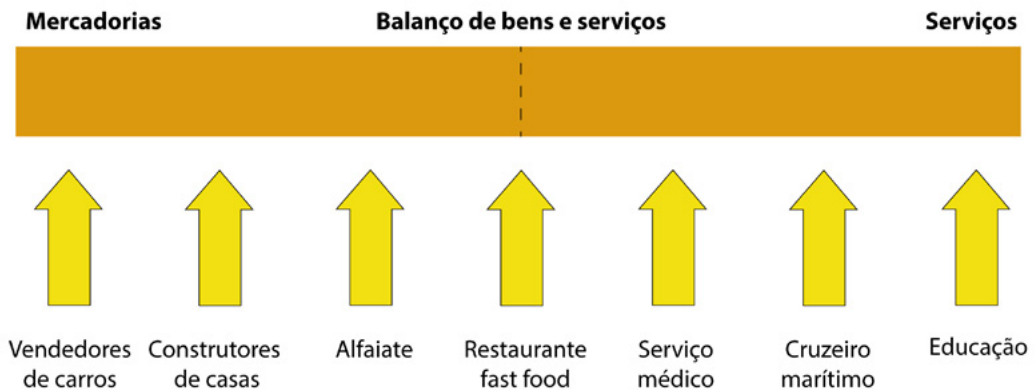 Mercadorias
Balanço de bens e serviços
Serviços
Vendedores
de carros
Construtores
de casas
Alfaiate
Restaurante
fast food
Serviço
médico
Cruzeiro
marítimo
Educação